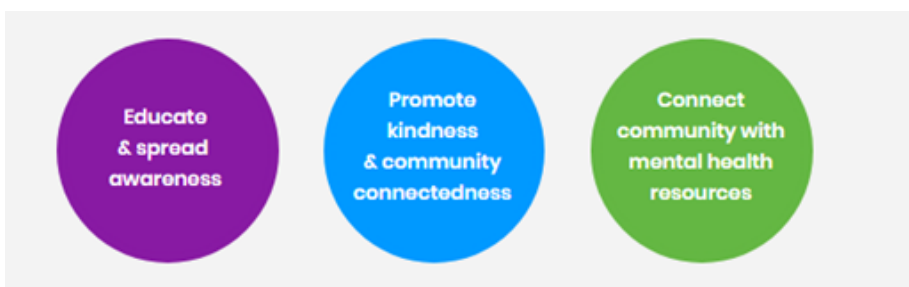 Educate
& spread
awareness
Promote
kindness
& community
connectedness
Connect
community with
mental health
resources